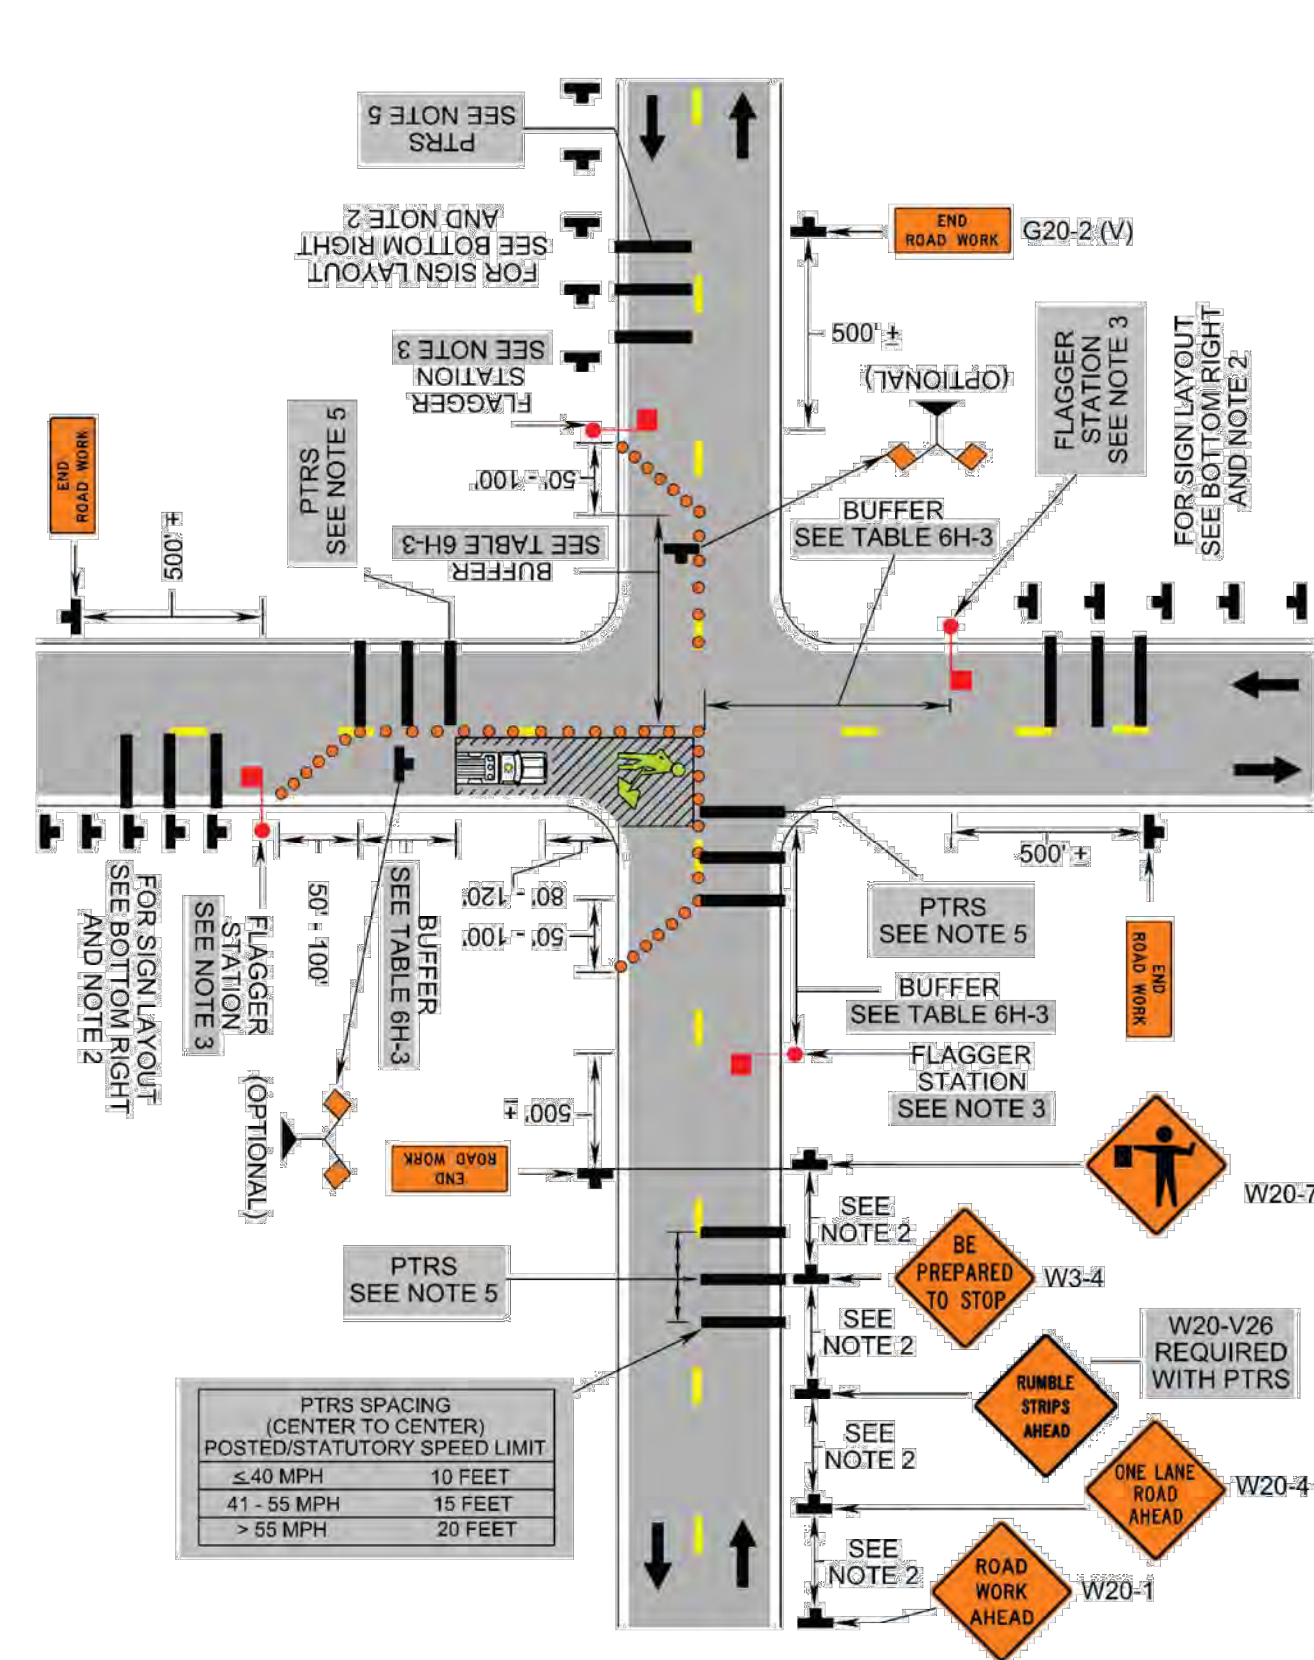 PTRS
SEE NOTE 5
FOR SIGN LAYOUT
SEE BOTTOM RIGHT
AND NOTE 2
END
ROAD WORK
G20-2 (V)
500' ±
(OPTIONAL)
FLAGGER
STATION
SEE NOTE 3
FOR SIGN LAYOUT
SEE BOTTOM RIGHT
AND NOTE 2
FLAGGER
STATION
SEE NOTE 3
END
ROAD WORK
500' ±
PTRS
SEE NOTE 5
50' - 100'
BUFFER
SEE TABLE 6H-3
BUFFER
SEE TABLE 6H-3
500' ±
END
ROAD WORK
FOR SIGN LAYOUT
SEE BOTTOM RIGHT
AND NOTE 2
FLAGGER
STATION
SEE NOTE 3
50' - 100'
BUFFER
SEE TABLE 6H-3
(OPTIONAL)
80' - 120'
50' - 100'
500' ±
END
ROAD WORK
PTRS
SEE NOTE 5
BUFFER
SEE TABLE 6H-3
FLAGGER
STATION
SEE NOTE 3
W20-7
SEE
NOTE 2
BE
PREPARED
TO STOP
W3-4
PTRS
SEE NOTE 5
SEE
NOTE 2
RUMBLE
STRIPS
AHEAD
W20-V26
REQUIRED
WITH PTRS
SEE
NOTE 2
ONE LANE
ROAD
AHEAD
W20-4
SEE
NOTE 2
ROAD
WORK
AHEAD
W20-1
PTRS SPACING
(CENTER TO CENTER)
POSTED/STATUTORY SPEED LIMIT
≤40 MPH 10 FEET
41 - 55 MPH 15 FEET
> 55 MPH 20 FEET